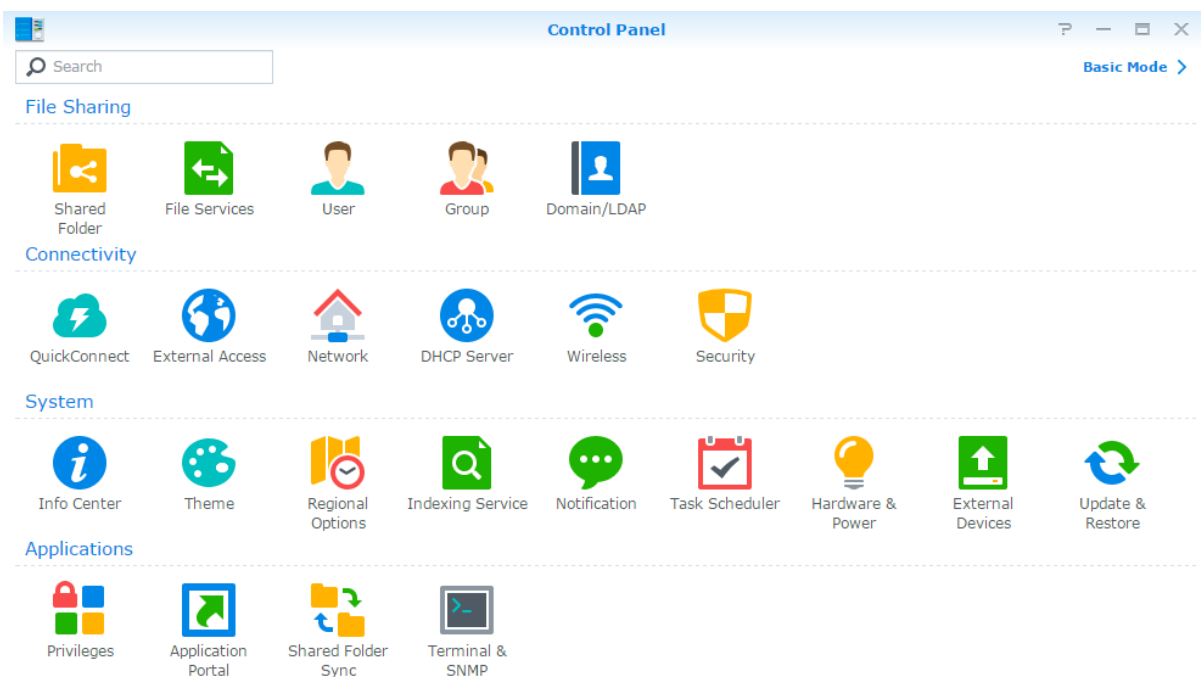 Control Panel
Search
Basic Mode
File Sharing
Shared Folder
File Services
User
Group
Domain/LDAP
Connectivity
QuickConnect
External Access
Network
DHCP Server
Wireless
Security
System
Info Center
Theme
Regional Options
Indexing Service
Notification
Task Scheduler
Hardware & Power
External Devices
Update & Restore
Applications
Privileges
Application Portal
Shared Folder Sync
Terminal & SNMP